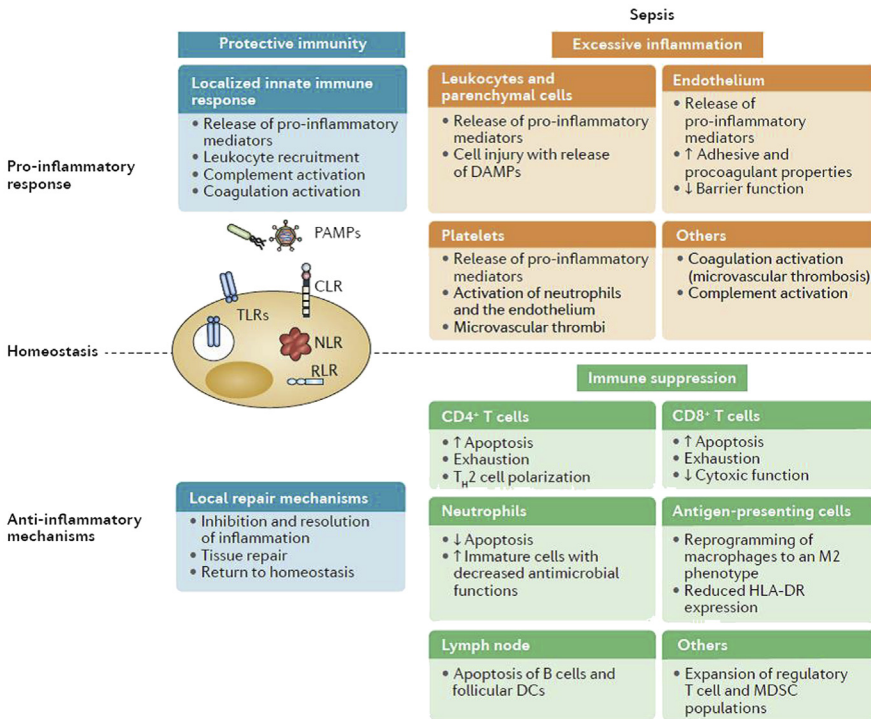 Sepsis
Protective immunity
Excessive inflammation
Pro-inflammatory
response
Localized innate immune
response
• Release of pro-inflammatory
mediators
• Leukocyte recruitment
• Complement activation
• Coagulation activation
Leukocytes and
parenchymal cells
• Release of pro-inflammatory
mediators
• Cell injury with release
of DAMPs
Endothelium
• Release of
pro-inflammatory
mediators
• ↑ Adhesive and
procoagulant properties
• ↓ Barrier function
PAMPs
CLR
TLRs
NLR
RLR
Platelets
• Release of pro-inflammatory
mediators
• Activation of neutrophils
and the endothelium
• Microvascular thrombi
Others
• Coagulation activation
(microvascular thrombosis)
• Complement activation
Homeostasis
Immune suppression
CD4⁺ T cells
• ↑ Apoptosis
• Exhaustion
• T_H2 cell polarization
CD8⁺ T cells
• ↑ Apoptosis
• Exhaustion
• ↓ Cytoxic function
Anti-inflammatory
mechanisms
Local repair mechanisms
• Inhibition and resolution
of inflammation
• Tissue repair
• Return to homeostasis
Neutrophils
• ↓ Apoptosis
• ↑ Immature cells with
decreased antimicrobial
functions
Antigen-presenting cells
• Reprogramming of
macrophages to an M2
phenotype
• Reduced HLA-DR
expression
Lymph node
• Apoptosis of B cells and
follicular DCs
Others
• Expansion of regulatory
T cell and MDSC
populations